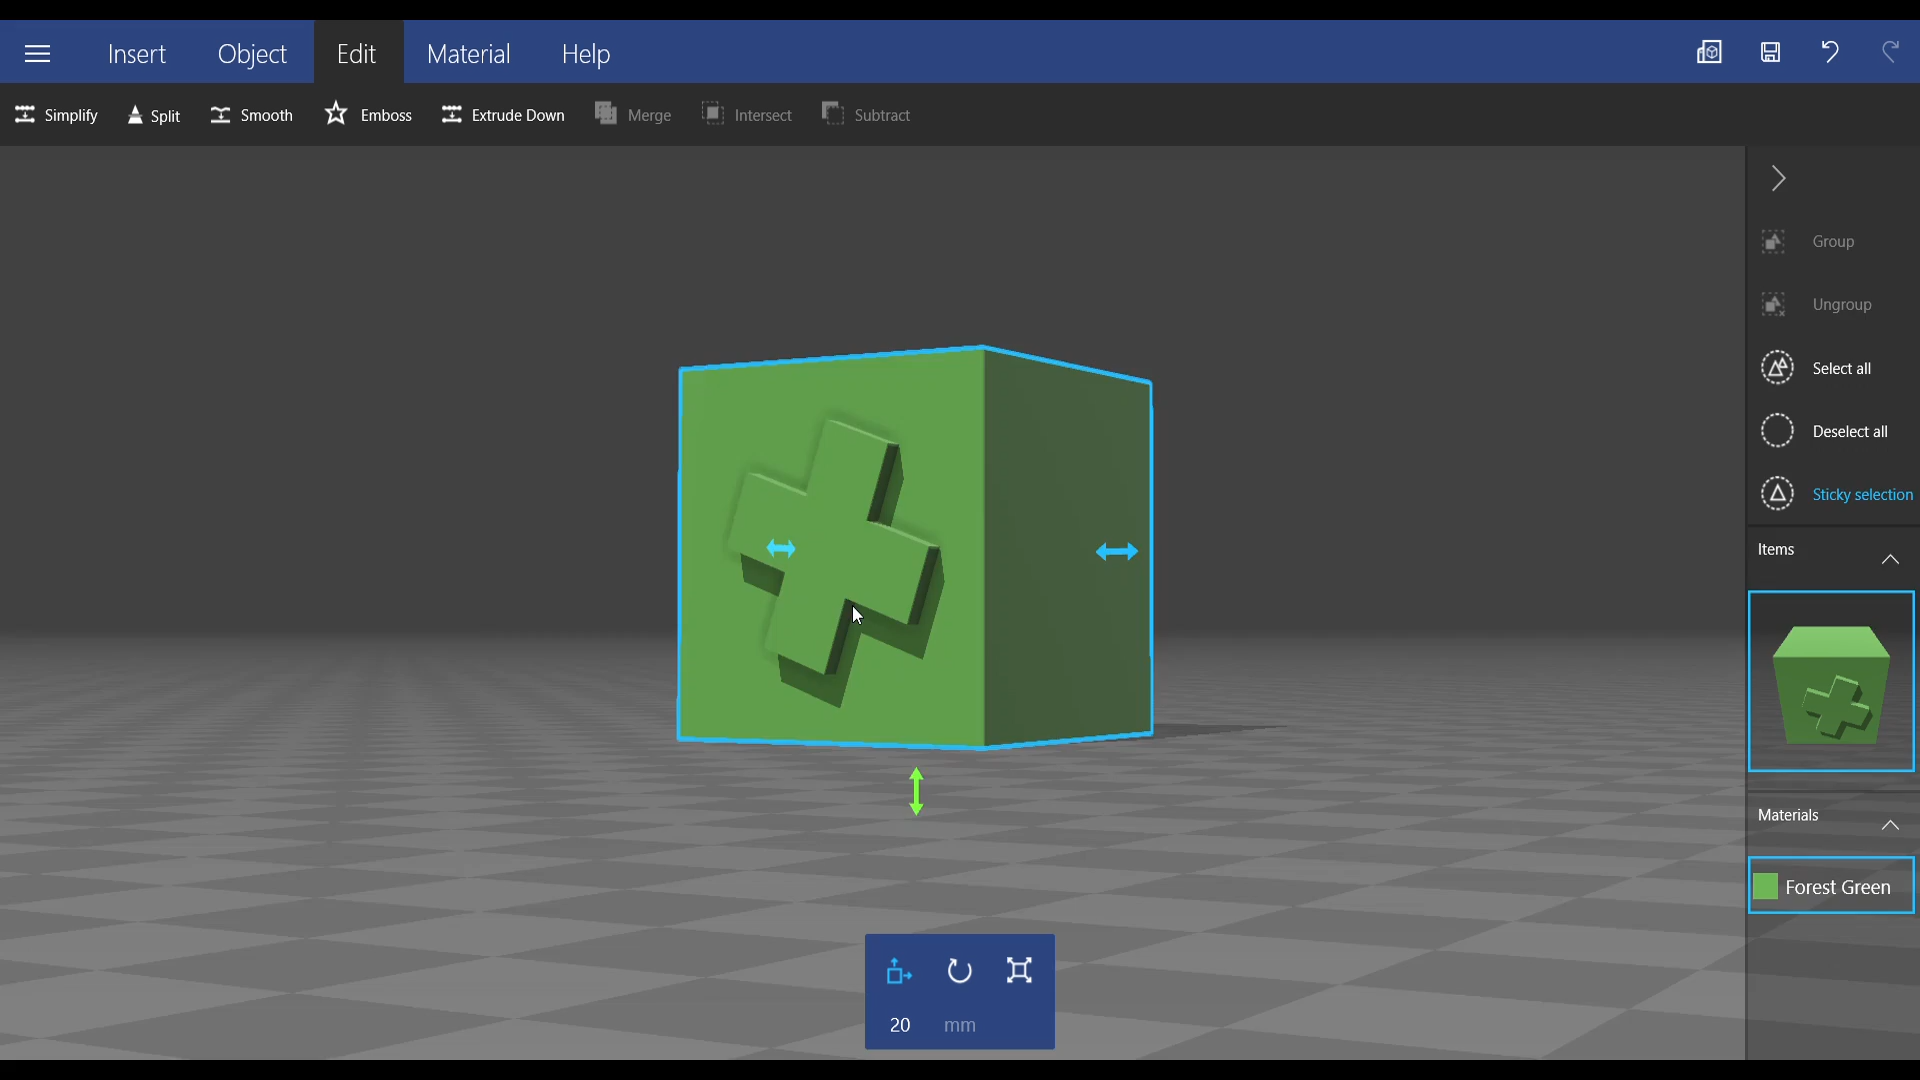 Insert Object Edit Material Help
Simplify Split Smooth Emboss Extrude Down Merge Intersect Subtract
Group
Ungroup
Select all
Deselect all
Sticky selection
Items
Materials
Forest Green
20 mm